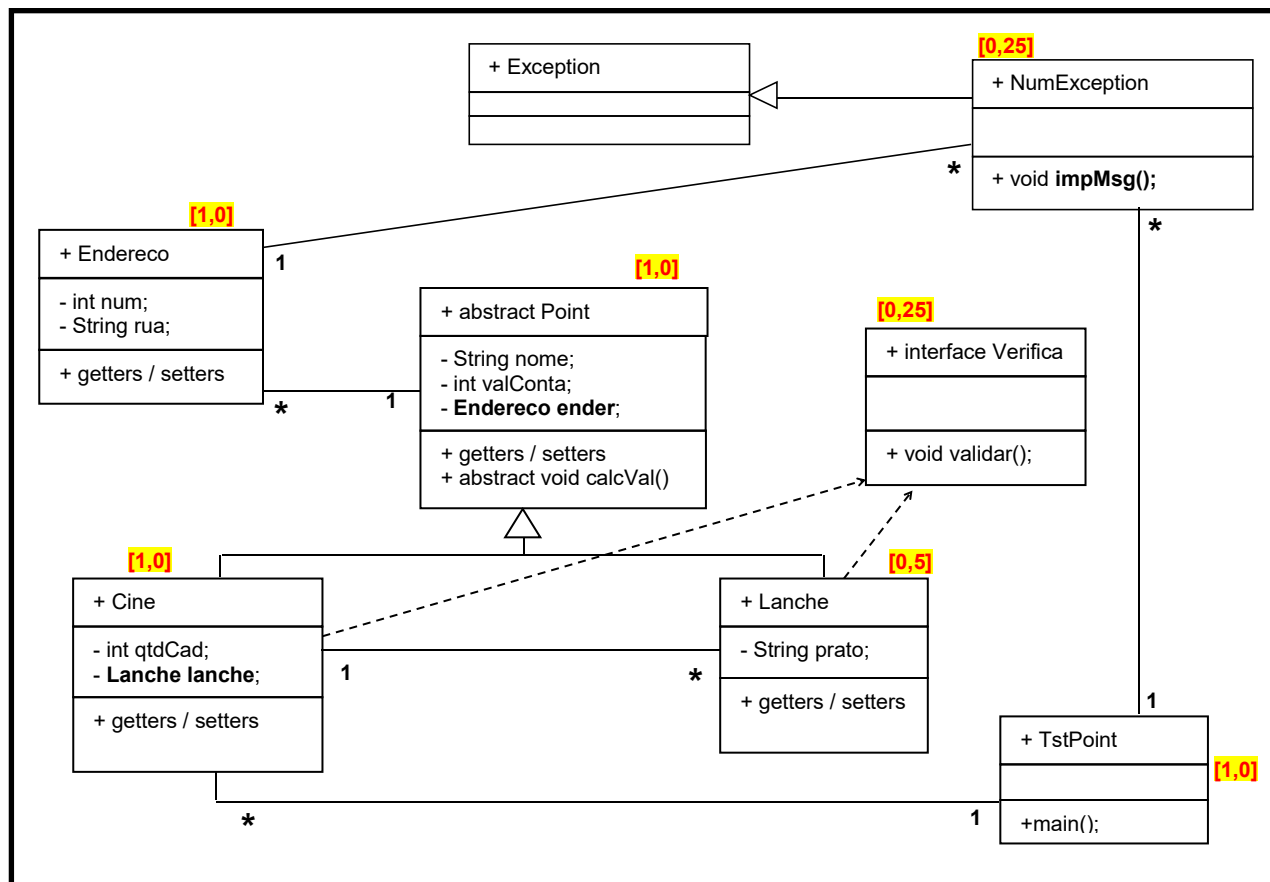 [0,25]
+ Exception
+ NumException
+ void impMsg();
*
*
[1,0]
+ Endereco
1
- int num;
- String rua;
+ getters / setters
*
1
[1,0]
+ abstract Point
- String nome;
- int valConta;
- Endereco ender;
+ getters / setters
+ abstract void calcVal()
[0,25]
+ interface Verifica
+ void validar();
[1,0]
+ Cine
- int qtdCad;
- Lanche lanche;
+ getters / setters
1
*
[0,5]
+ Lanche
- String prato;
+ getters / setters
1
+ TstPoint
[1,0]
+main();
*
1